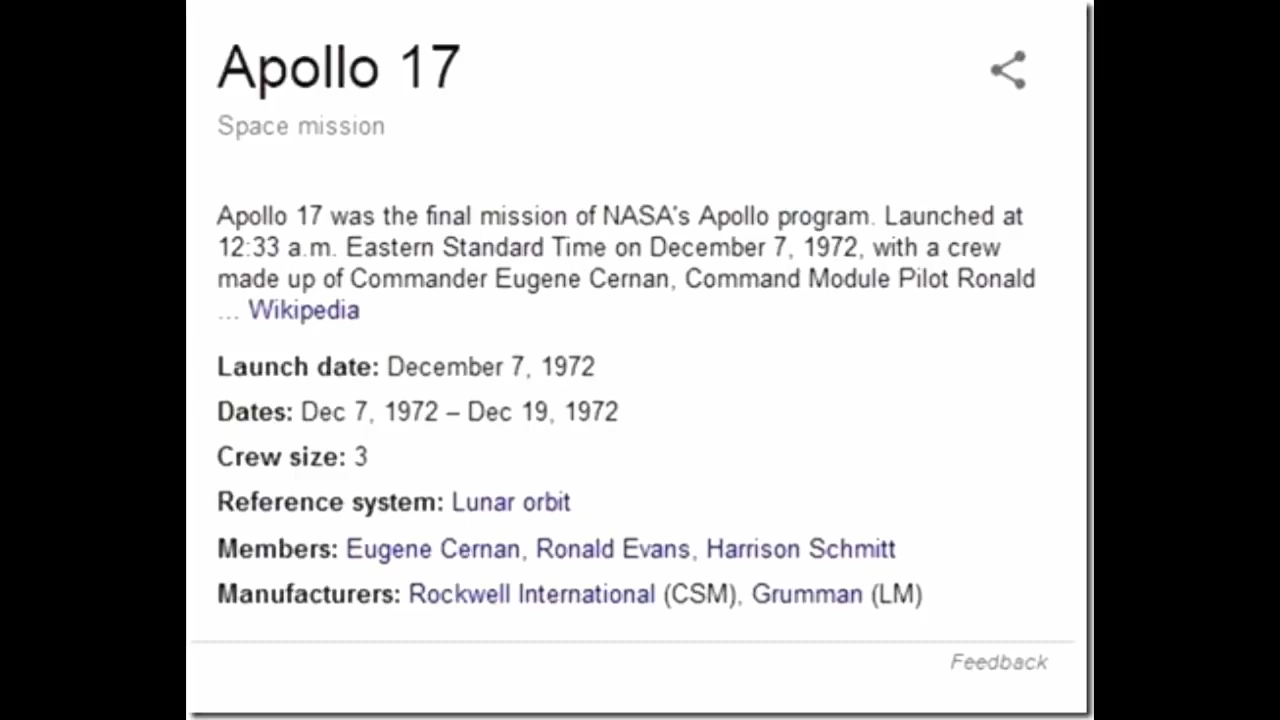 Apollo 17
Space mission
Apollo 17 was the final mission of NASA's Apollo program. Launched at
12:33 a.m. Eastern Standard Time on December 7, 1972, with a crew
made up of Commander Eugene Cernan, Command Module Pilot Ronald
... Wikipedia
Launch date: December 7, 1972
Dates: Dec 7, 1972 – Dec 19, 1972
Crew size: 3
Reference system: Lunar orbit
Members: Eugene Cernan, Ronald Evans, Harrison Schmitt
Manufacturers: Rockwell International (CSM), Grumman (LM)
Feedback